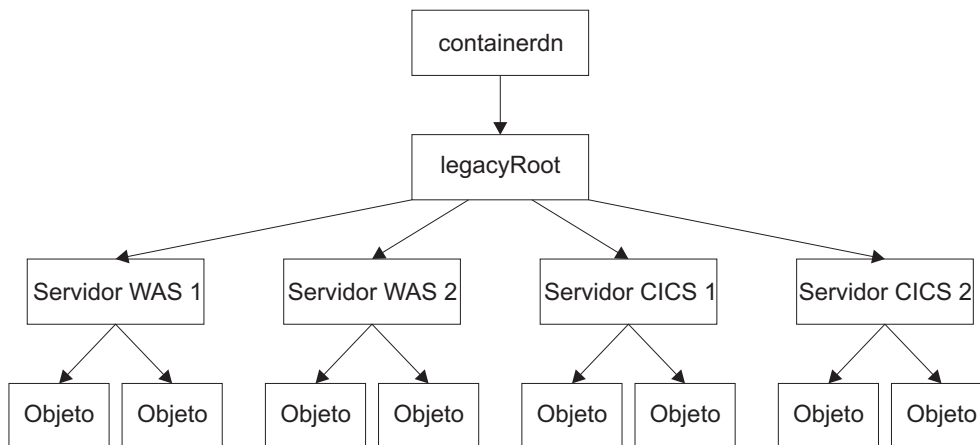 containerdn
legacyRoot
Servidor WAS 1
Servidor WAS 2
Servidor CICS 1
Servidor CICS 2
Objeto
Objeto
Objeto
Objeto
Objeto
Objeto
Objeto
Objeto